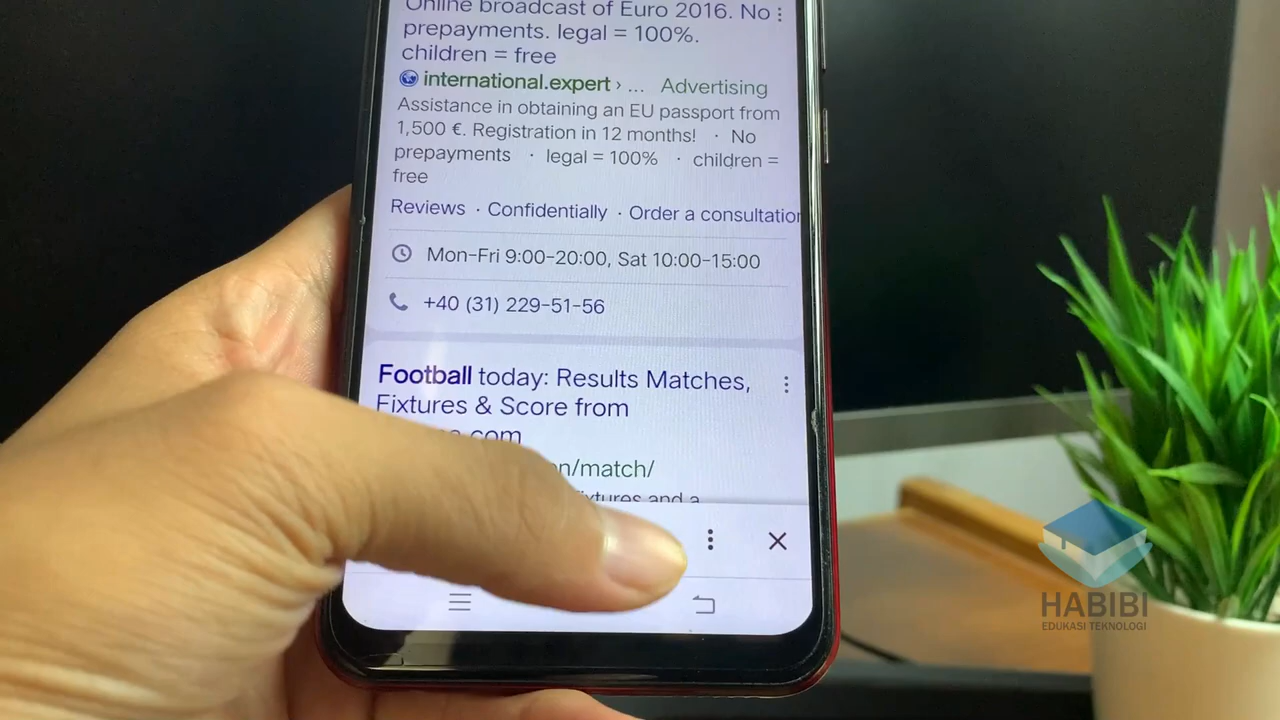 Online broadcast of Euro 2016. No
prepayments. legal = 100%.
children = free
international.expert › ... Advertising
Assistance in obtaining an EU passport from
1,500 €. Registration in 12 months! · No
prepayments · legal = 100% · children =
free
Reviews · Confidentially · Order a consultation
Mon-Fri 9:00-20:00, Sat 10:00-15:00
+40 (31) 229-51-56
Football today: Results Matches,
Fixtures & Score from
.com
n/match/
and a
HABIBI
EDUKASI TEKNOLOGI